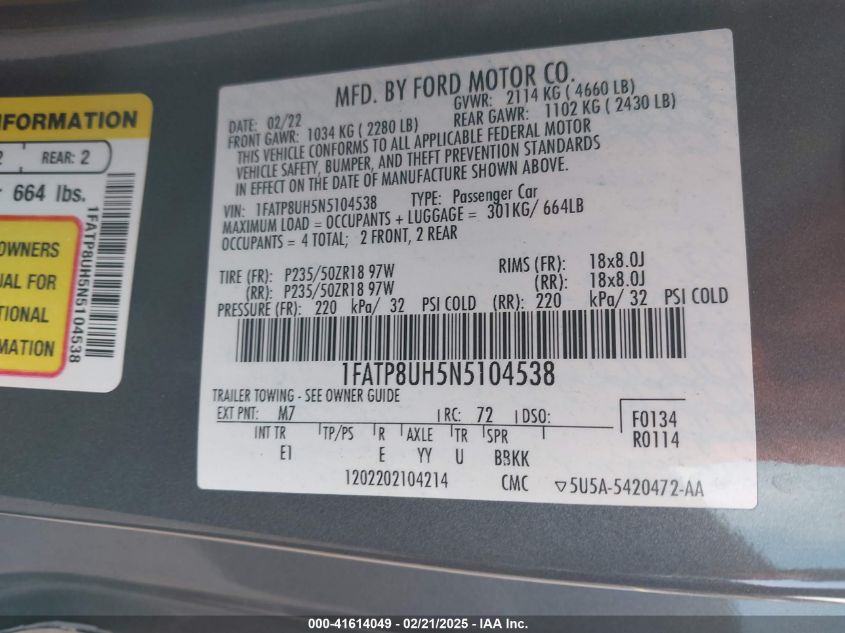 NFORMATION
2 REAR: 2
r 664 lbs.
OWNERS
UAL FOR
TIONAL
MATION
1FATP8UH5N5104538
MFD. BY FORD MOTOR CO.
DATE: 02/22 GVWR: 2114 KG ( 4660 LB)
FRONT GAWR: 1034 KG ( 2280 LB) REAR GAWR: 1102 KG ( 2430 LB)
THIS VEHICLE CONFORMS TO ALL APPLICABLE FEDERAL MOTOR
VEHICLE SAFETY, BUMPER, AND THEFT PREVENTION STANDARDS
IN EFFECT ON THE DATE OF MANUFACTURE SHOWN ABOVE.
VIN: 1FATP8UH5N5104538 TYPE: Passenger Car
MAXIMUM LOAD = OCCUPANTS + LUGGAGE = 301KG/ 664LB
OCCUPANTS = 4 TOTAL; 2 FRONT, 2 REAR
TIRE (FR): P235/50ZR18 97W RIMS (FR): 18x8.0J
(RR): P235/50ZR18 97W (RR): 18x8.0J
PRESSURE (FR): 220 kPa/ 32 PSI COLD (RR): 220 kPa/ 32 PSI COLD
1FATP8UH5N5104538
TRAILER TOWING - SEE OWNER GUIDE
EXT PNT: M7 RC: 72 DSO: F0134
R0114
INT TR TP/PS R AXLE TR SPR
E1 E YY U BBKK
1202202104214 CMC ▽5U5A-5420472-AA
000-41614049 — 02/21/2025 — IAA Inc.